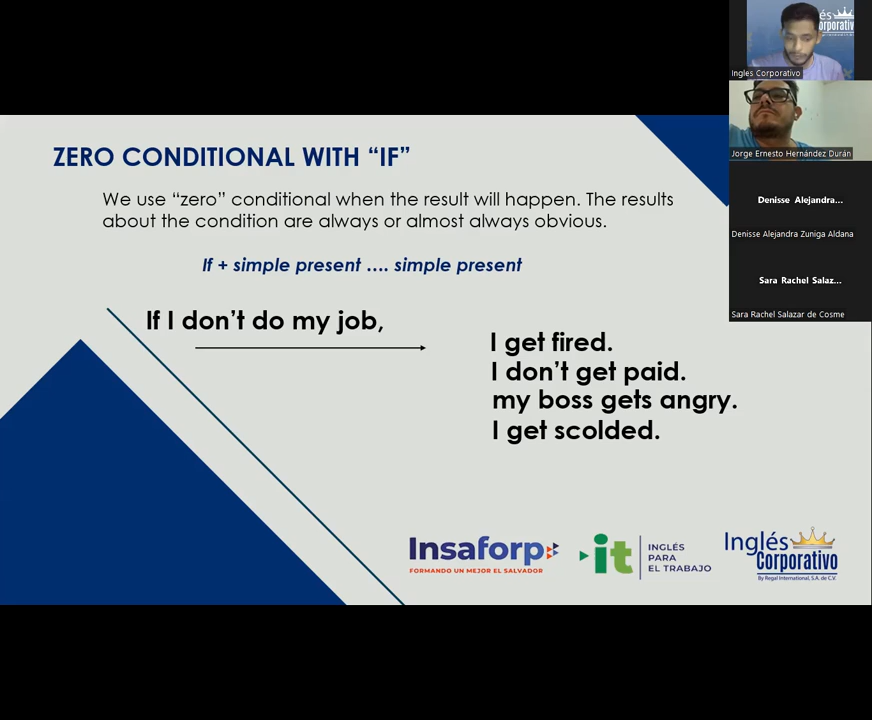 és
orporativo
Ingles Corporativo
Jorge Ernesto Hernández Durán
Denisse Alejandra...
Denisse Alejandra Zuniga Aldana
Sara Rachel Salaz...
Sara Rachel Salazar de Cosme
ZERO CONDITIONAL WITH “IF”
We use “zero” conditional when the result will happen. The results
about the condition are always or almost always obvious.
If + simple present .... simple present
If I don’t do my job,
I get fired.
I don’t get paid.
my boss gets angry.
I get scolded.
Insaforp
FORMANDO UN MEJOR EL SALVADOR
it
INGLÉS
PARA
EL TRABAJO
Inglés
Corporativo
By Regal International, S.A. de C.V.